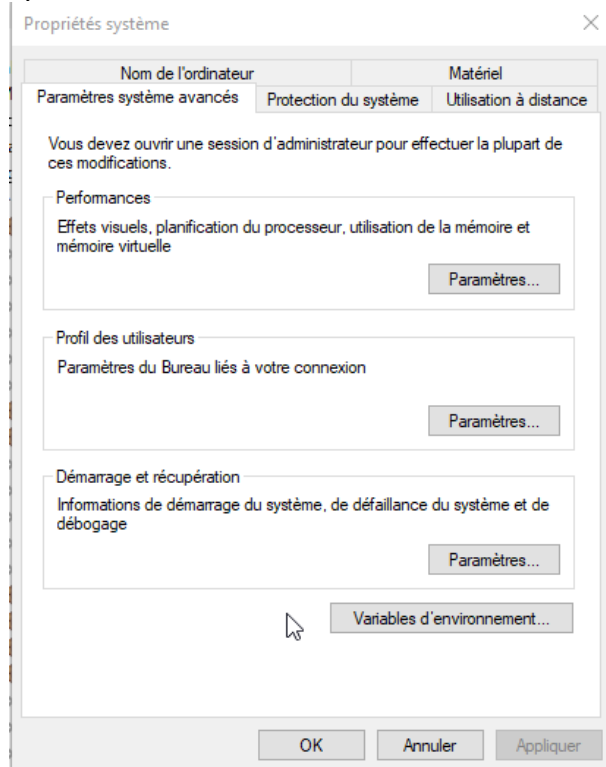 Propriétés système
Nom de l'ordinateur
Matériel
Paramètres système avancés
Protection du système
Utilisation à distance
Vous devez ouvrir une session d'administrateur pour effectuer la plupart de
ces modifications.
Performances
Effets visuels, planification du processeur, utilisation de la mémoire et
mémoire virtuelle
Paramètres...
Profil des utilisateurs
Paramètres du Bureau liés à votre connexion
Paramètres...
Démarrage et récupération
Informations de démarrage du système, de défaillance du système et de
débogage
Paramètres...
Variables d'environnement...
OK
Annuler
Appliquer